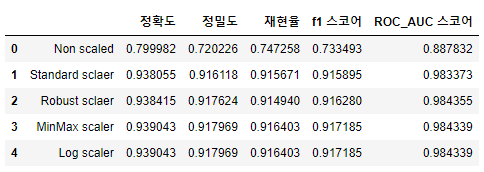 정확도 정밀도 재현율 f1 스코어 ROC_AUC 스코어
0 Non scaled 0.799982 0.720226 0.747258 0.733493 0.887832
1 Standard sclaer 0.938055 0.916118 0.915671 0.915895 0.983373
2 Robust sclaer 0.938415 0.917624 0.914940 0.916280 0.984355
3 MinMax scaler 0.939043 0.917969 0.916403 0.917185 0.984339
4 Log scaler 0.939043 0.917969 0.916403 0.917185 0.984339